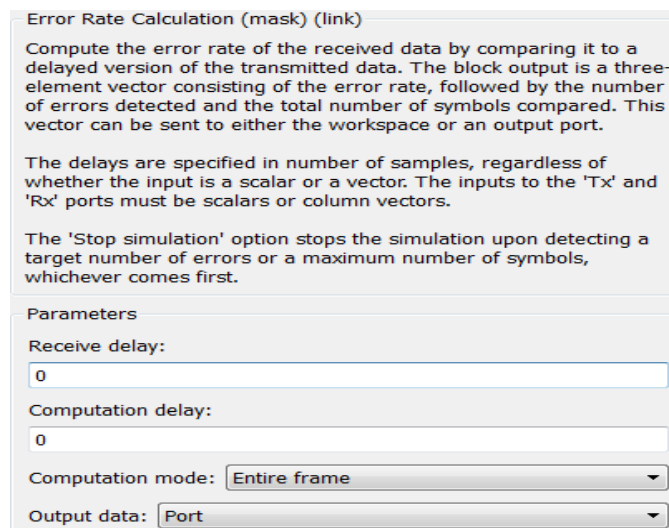 Error Rate Calculation (mask) (link)
Compute the error rate of the received data by comparing it to a
delayed version of the transmitted data. The block output is a three-
element vector consisting of the error rate, followed by the number
of errors detected and the total number of symbols compared. This
vector can be sent to either the workspace or an output port.
The delays are specified in number of samples, regardless of
whether the input is a scalar or a vector. The inputs to the 'Tx' and
'Rx' ports must be scalars or column vectors.
The 'Stop simulation' option stops the simulation upon detecting a
target number of errors or a maximum number of symbols,
whichever comes first.
Parameters
Receive delay:
0
Computation delay:
0
Computation mode: Entire frame
Output data: Port